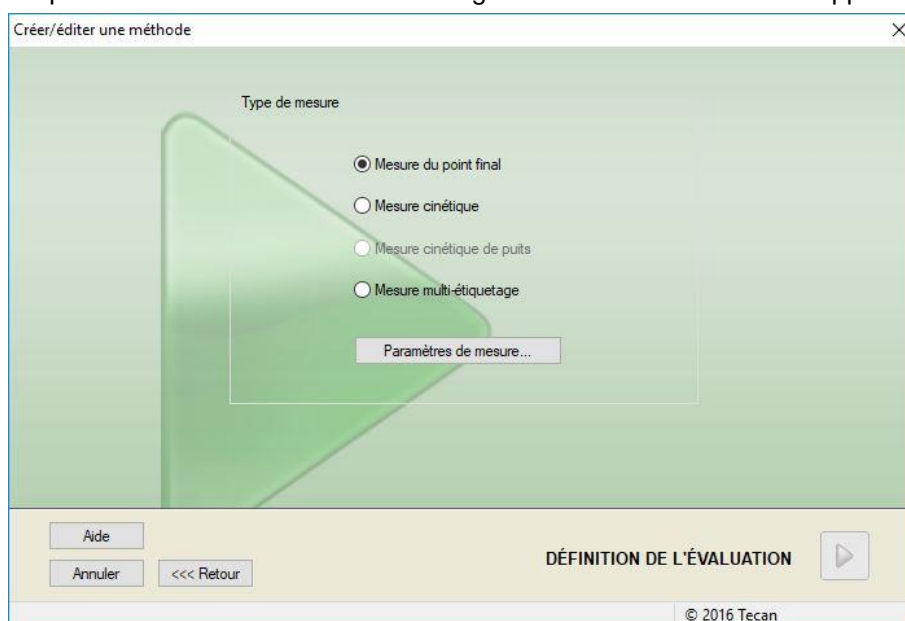 Créer/éditer une méthode
Type de mesure
Mesure du point final
Mesure cinétique
Mesure cinétique de puits
Mesure multi-étiquetage
Paramètres de mesure...
Aide
Annuler
<<< Retour
DÉFINITION DE L'ÉVALUATION
© 2016 Tecan